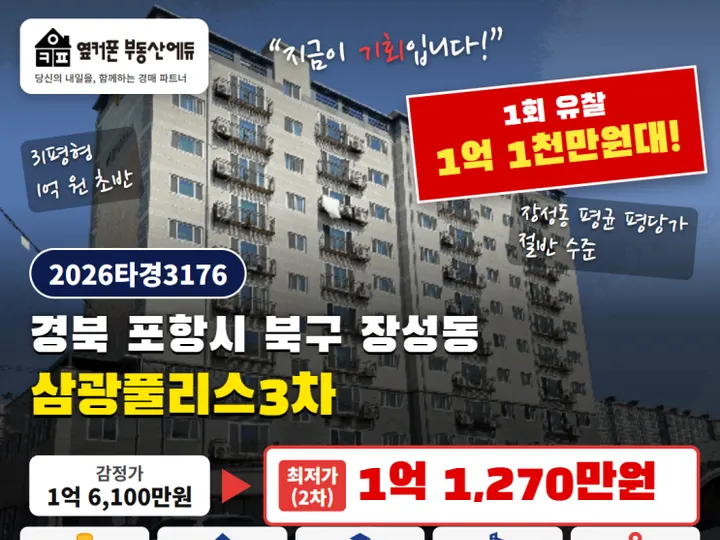 옆커폰 부동산에듀
당신의 내일을, 함께하는 경매 파트너
“지금이 기회입니다!”
1회 유찰
1억 1천만원대!
31평형
1억 원 초반
장성동 평균 평당가
절반 수준
2026타경3176
경북 포항시 북구 장성동
삼광풀리스3차
감정가
1억 6,100만원
최저가
(2차)
1억 1,270만원